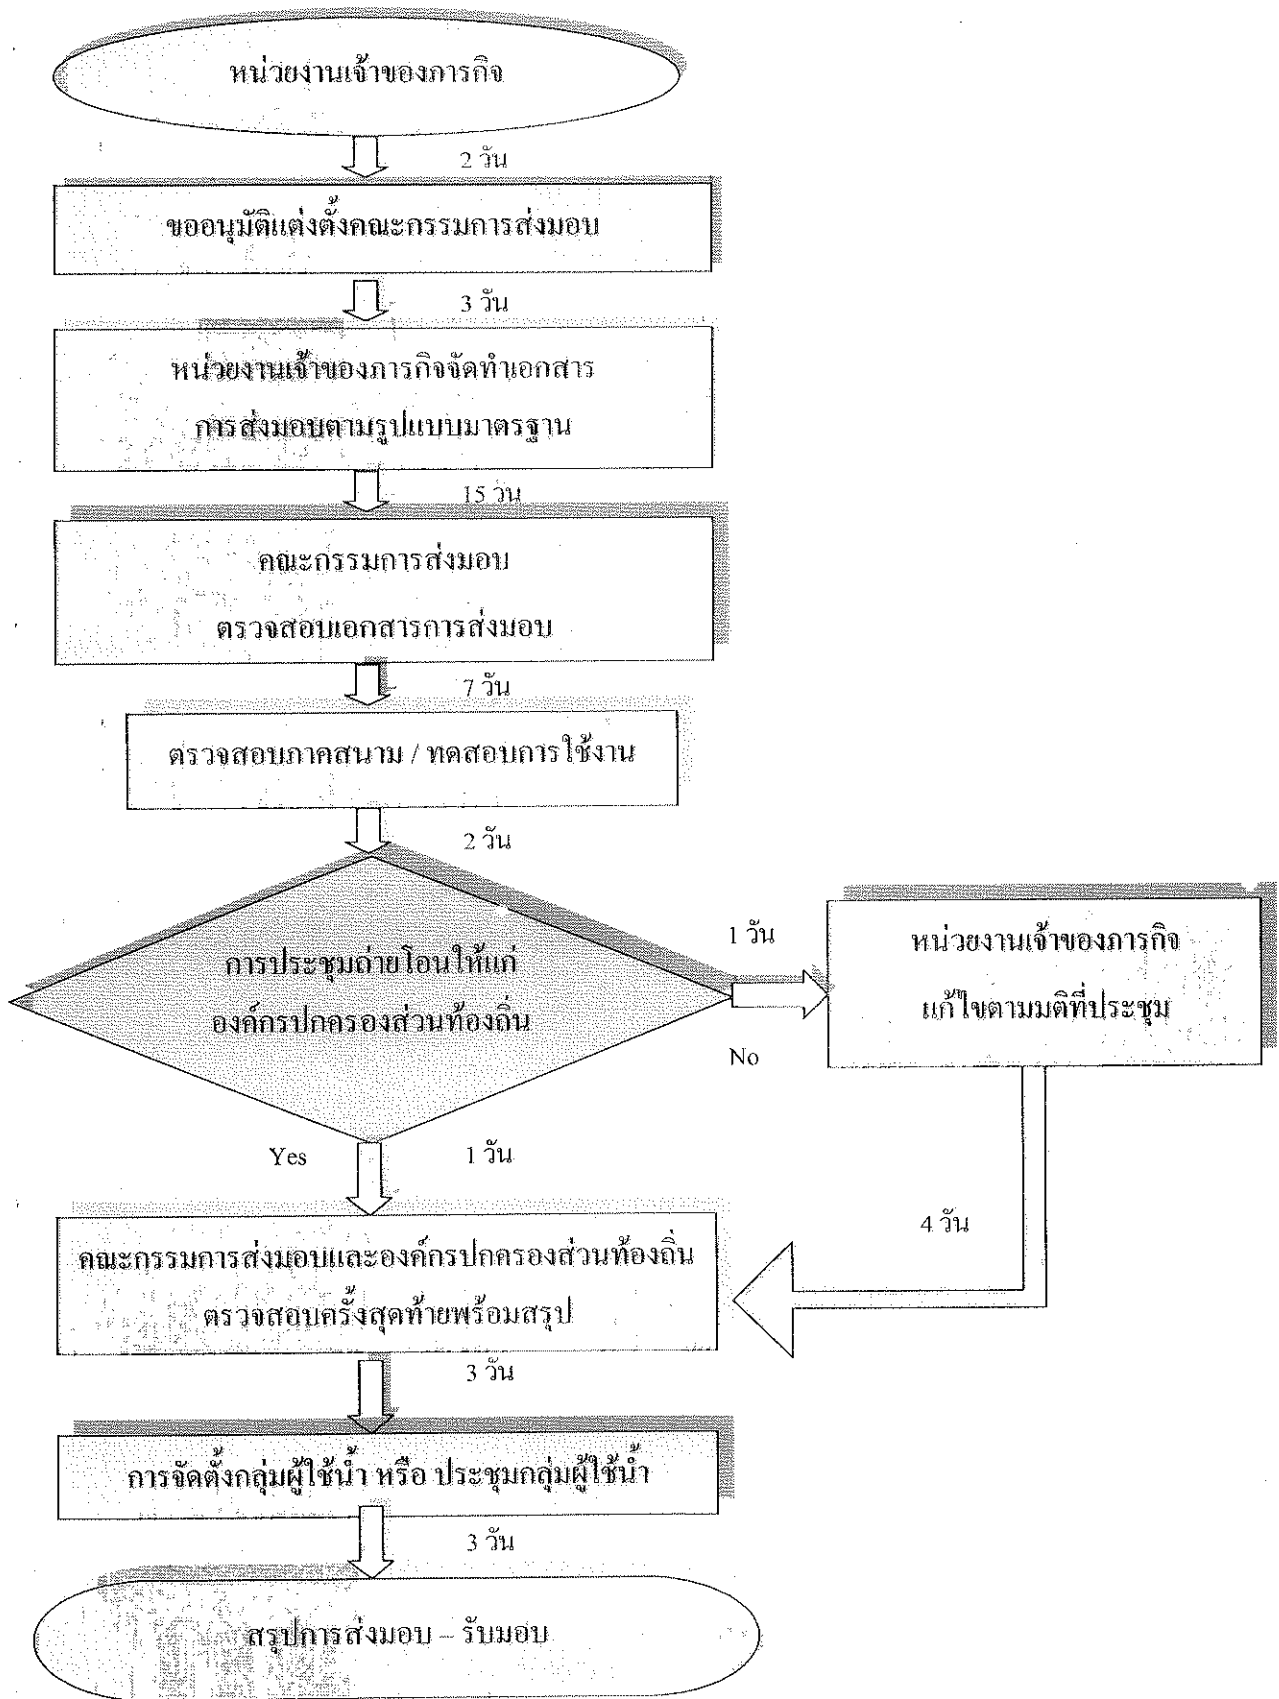 หน่วยงานเจ้าของภารกิจ
2 วัน
ขออนุมัติแต่งตั้งคณะกรรมการส่งมอบ
3 วัน
หน่วยงานเจ้าของภารกิจจัดทำเอกสาร
การส่งมอบตามรูปแบบมาตรฐาน
15 วัน
คณะกรรมการส่งมอบ
ตรวจสอบเอกสารการส่งมอบ
7 วัน
ตรวจสอบภาคสนาม / ทดสอบการใช้งาน
2 วัน
การประชุมถ่ายโอนให้แก่
องค์กรปกครองส่วนท้องถิ่น
1 วัน
No
หน่วยงานเจ้าของภารกิจ
แก้ไขตามมติที่ประชุม
Yes
1 วัน
4 วัน
คณะกรรมการส่งมอบและองค์กรปกครองส่วนท้องถิ่น
ตรวจสอบครั้งสุดท้ายพร้อมสรุป
3 วัน
การจัดตั้งกลุ่มผู้ใช้น้ำ หรือ ประชุมกลุ่มผู้ใช้น้ำ
3 วัน
สรุปการส่งมอบ – รับมอบ